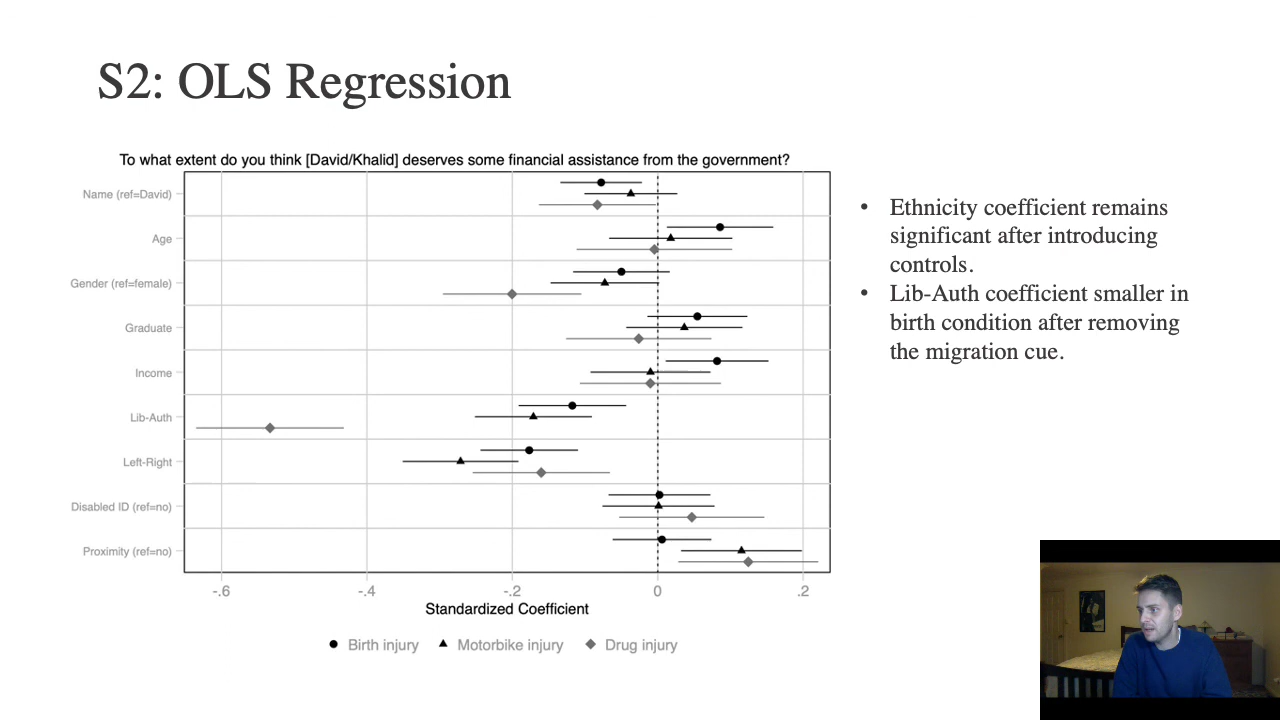 S2: OLS Regression
To what extent do you think [David/Khalid] deserves some financial assistance from the government?
Name (ref=David)
Age
Gender (ref=female)
Graduate
Income
Lib-Auth
Left-Right
Disabled ID (ref=no)
Proximity (ref=no)
-.6 -.4 -.2 0 .2
Standardized Coefficient
Birth injury Motorbike injury Drug injury
• Ethnicity coefficient remains
significant after introducing
controls.
• Lib-Auth coefficient smaller in
birth condition after removing
the migration cue.